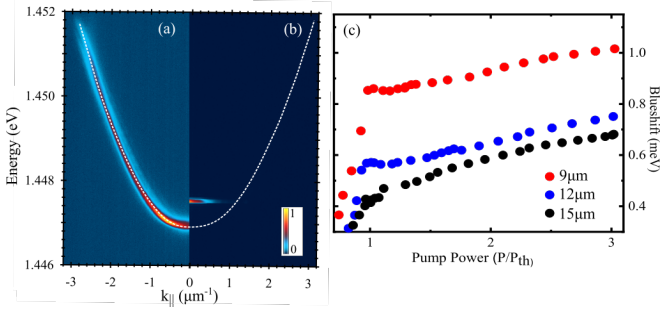 1.452
1.450
1.448
1.447
1.446
Energy (eV)
(a)
(b)
1
0
-3 -2 -1 0 1 2 3
k|| (μm⁻¹)
(c)
9μm
12μm
15μm
1.0
0.8
0.6
0.4
Blueshift (meV)
1 2 3
Pump Power (P/Pth)